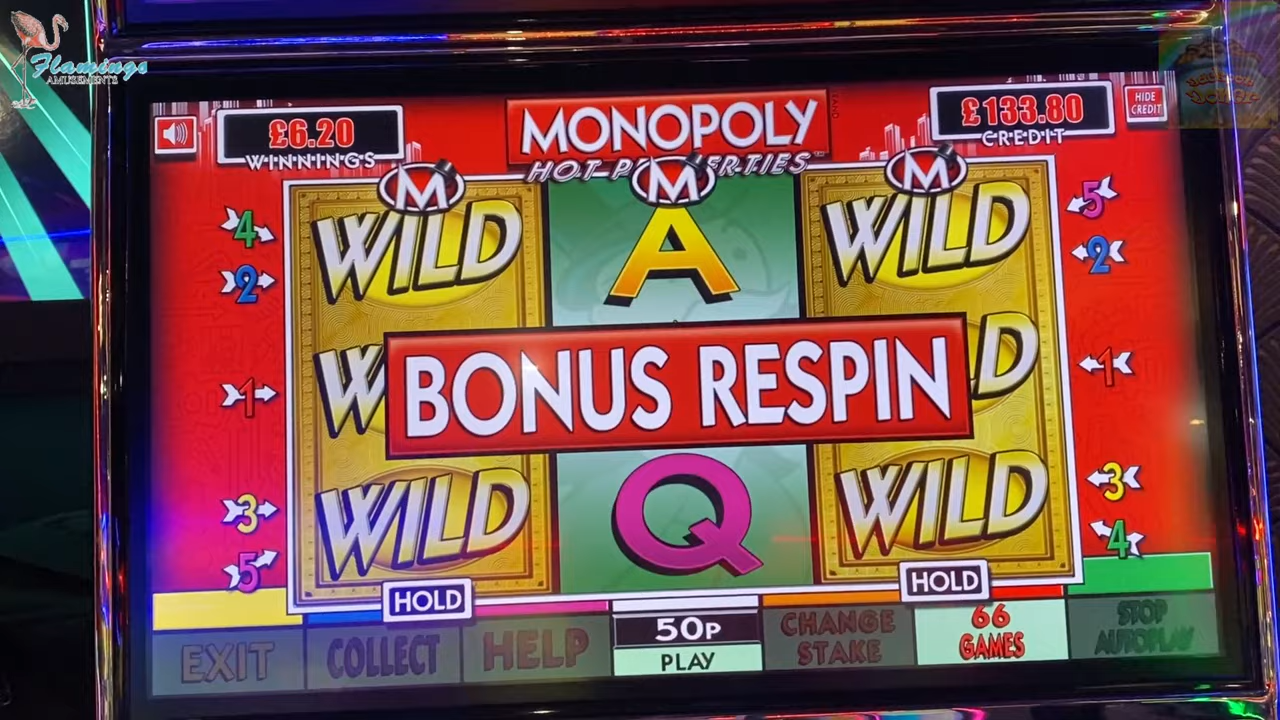 Flamingo
AMUSEMENTS
£6.20
WINNINGS
MONOPOLY
£133.80
CREDIT
HIDE
CREDIT
M
M
M
4
2
1
3
5
WILD
A
WILD
5
2
1
3
4
BONUS RESPIN
WILD
Q
WILD
HOLD
HOLD
EXIT
COLLECT
HELP
50P
PLAY
CHANGE
STAKE
66
GAMES
STOP
AUTOPLAY